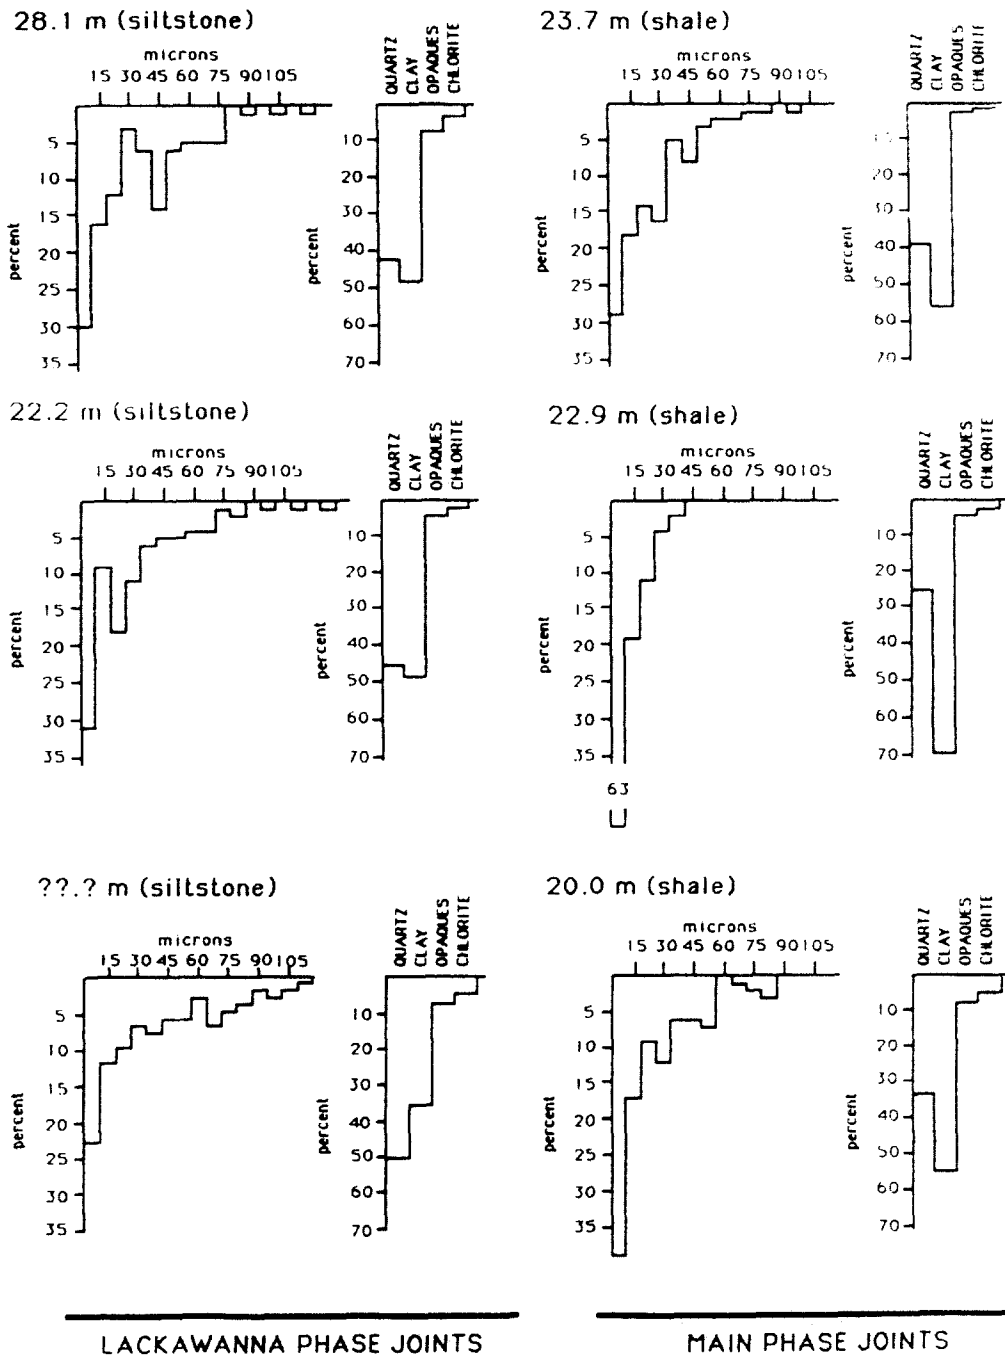 28.1 m (siltstone)
microns
15 30 45 60 75 90 105
percent
5
10
15
20
25
30
35
QUARTZ
CLAY
OPAQUES
CHLORITE
percent
10
20
30
40
50
60
70
23.7 m (shale)
microns
15 30 45 60 75 90 105
percent
5
10
15
20
25
30
35
QUARTZ
CLAY
OPAQUES
CHLORITE
percent
20
30
40
50
60
70
22.2 m (siltstone)
microns
15 30 45 60 75 90 105
percent
5
10
15
20
25
30
35
QUARTZ
CLAY
OPAQUES
CHLORITE
percent
10
20
30
40
50
60
70
22.9 m (shale)
microns
15 30 45 60 75 90 105
percent
5
10
15
20
25
30
35
63
QUARTZ
CLAY
OPAQUES
CHLORITE
percent
10
20
30
40
50
60
70
??.? m (siltstone)
microns
15 30 45 60 75 90 105
percent
5
10
15
20
25
30
35
QUARTZ
CLAY
OPAQUES
CHLORITE
percent
10
20
30
40
50
60
70
20.0 m (shale)
microns
15 30 45 60 75 90 105
percent
5
10
15
20
25
30
35
QUARTZ
CLAY
OPAQUES
CHLORITE
percent
10
20
30
40
50
60
70
LACKAWANNA PHASE JOINTS
MAIN PHASE JOINTS